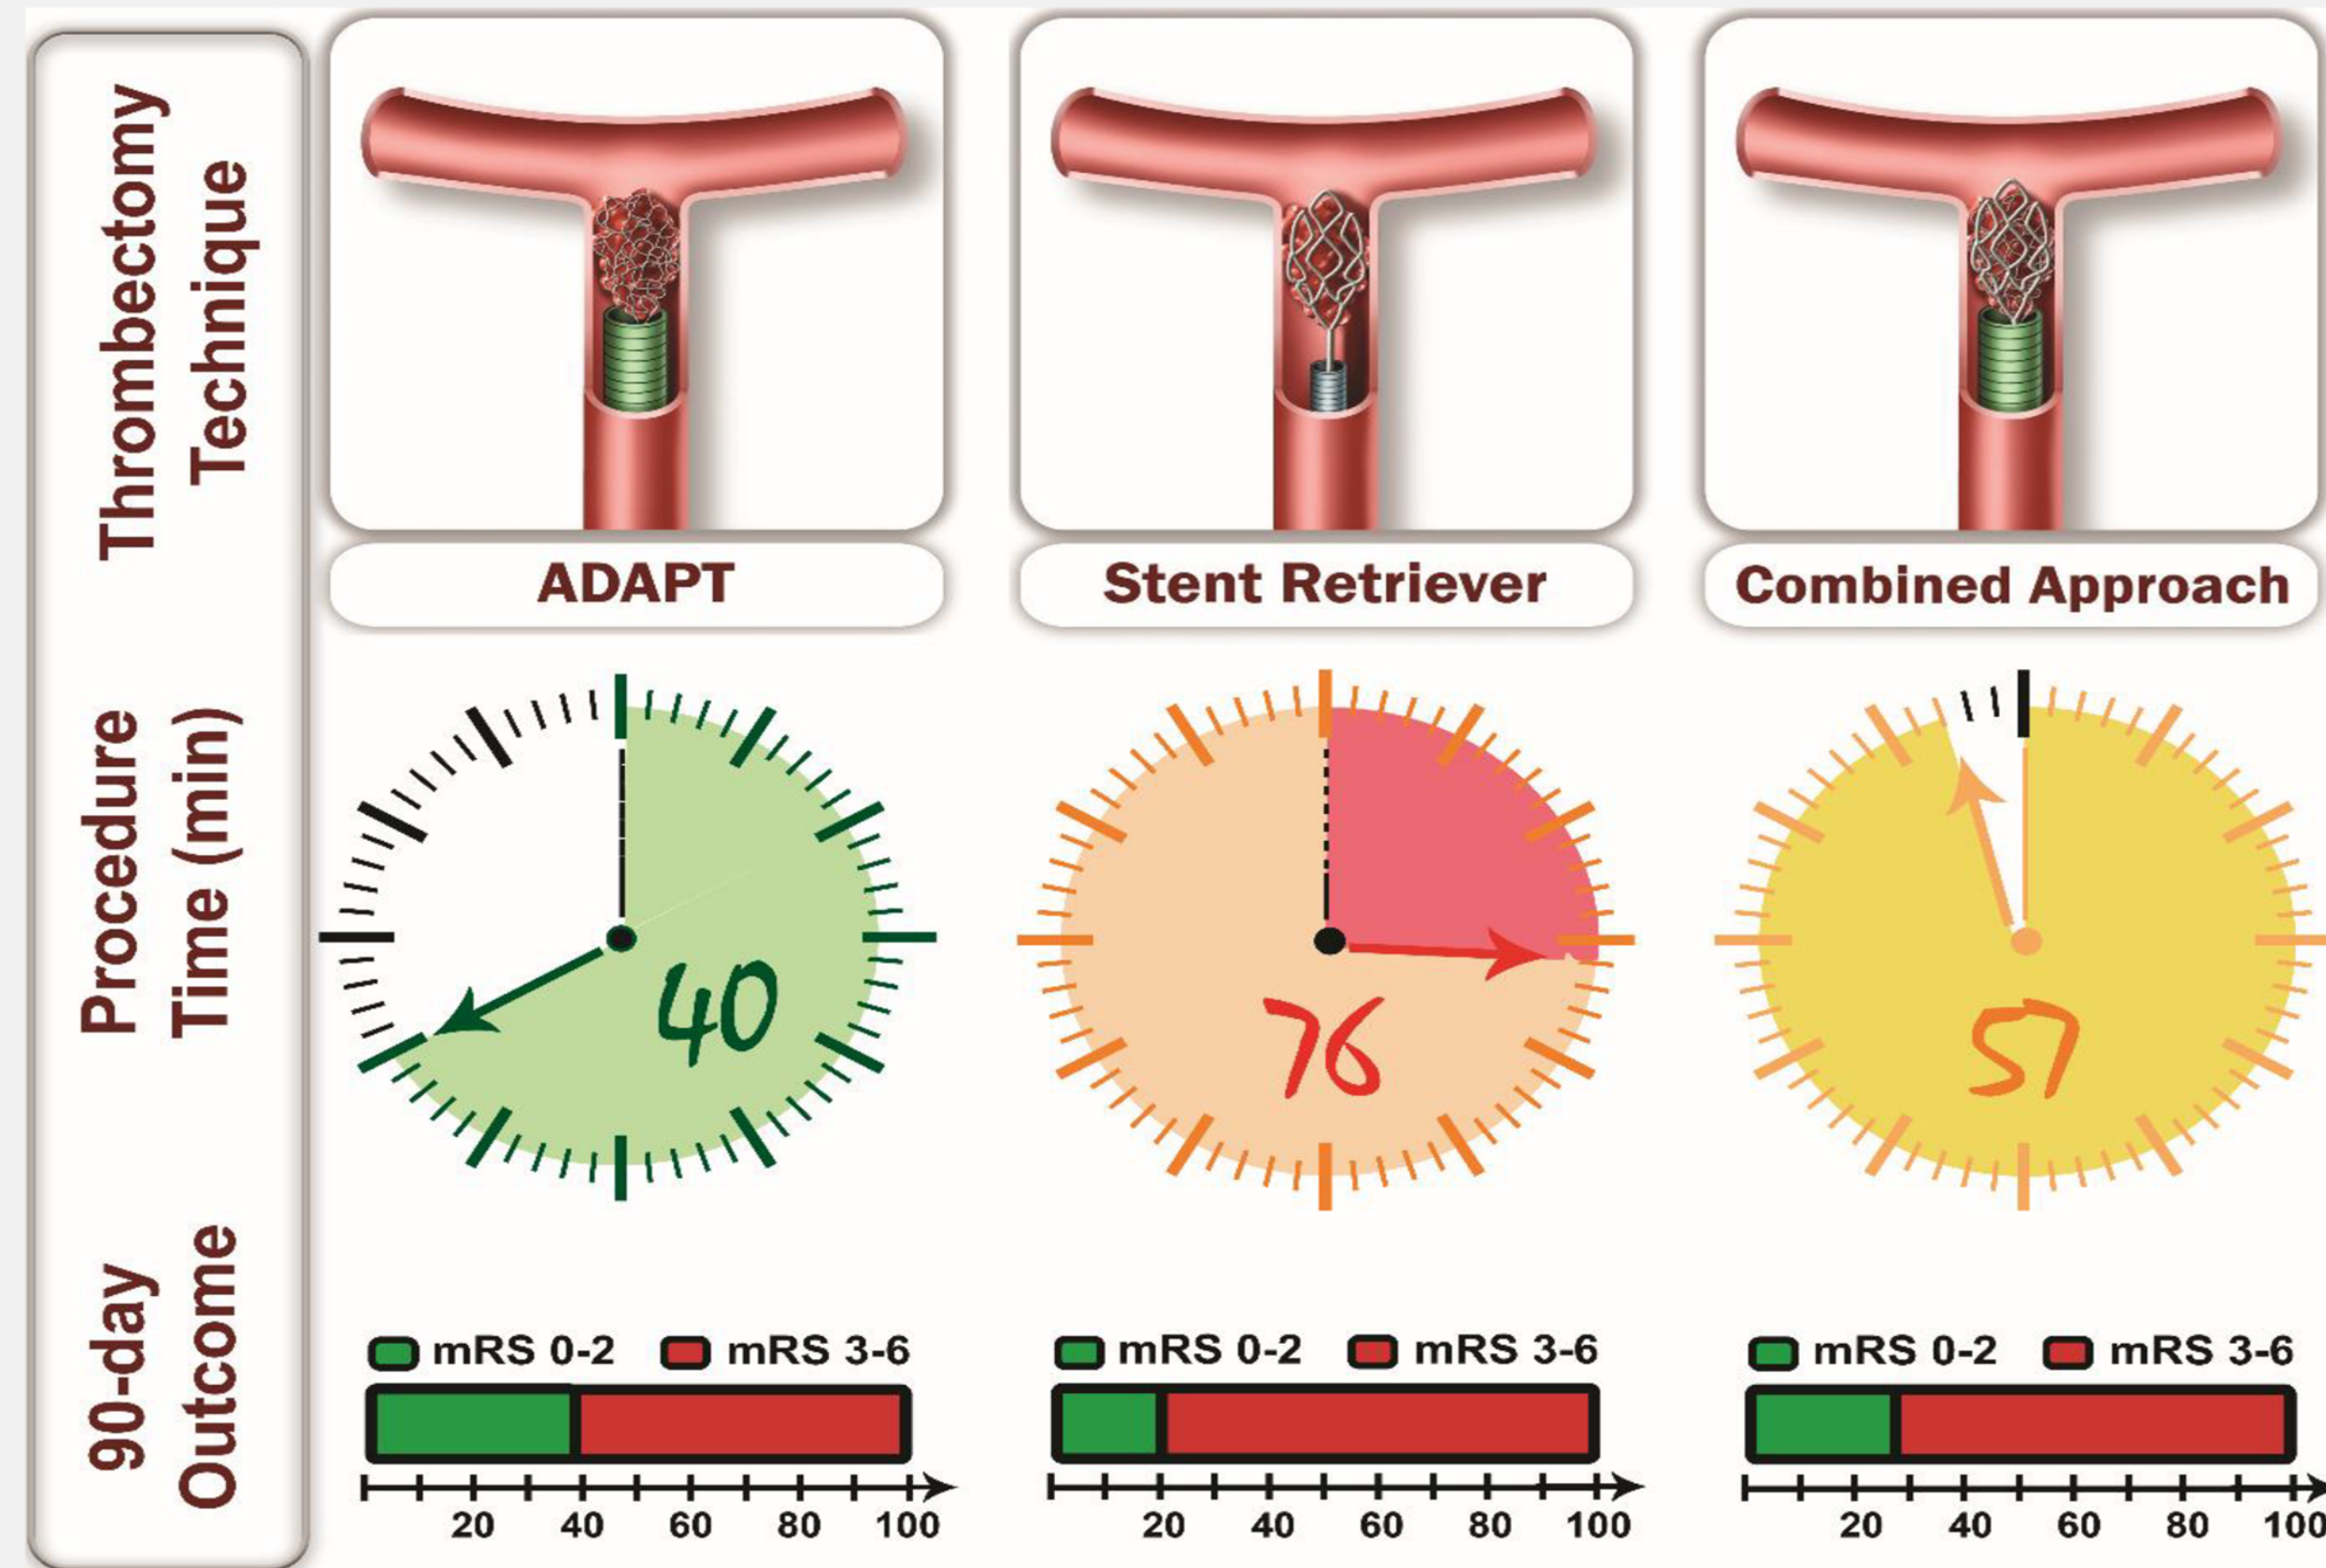 Thrombectomy
Technique
ADAPT
Stent Retriever
Combined Approach
Procedure
Time (min)
40
76
57
90-day
Outcome
mRS 0-2 mRS 3-6
20 40 60 80 100
mRS 0-2 mRS 3-6
20 40 60 80 100
mRS 0-2 mRS 3-6
20 40 60 80 100